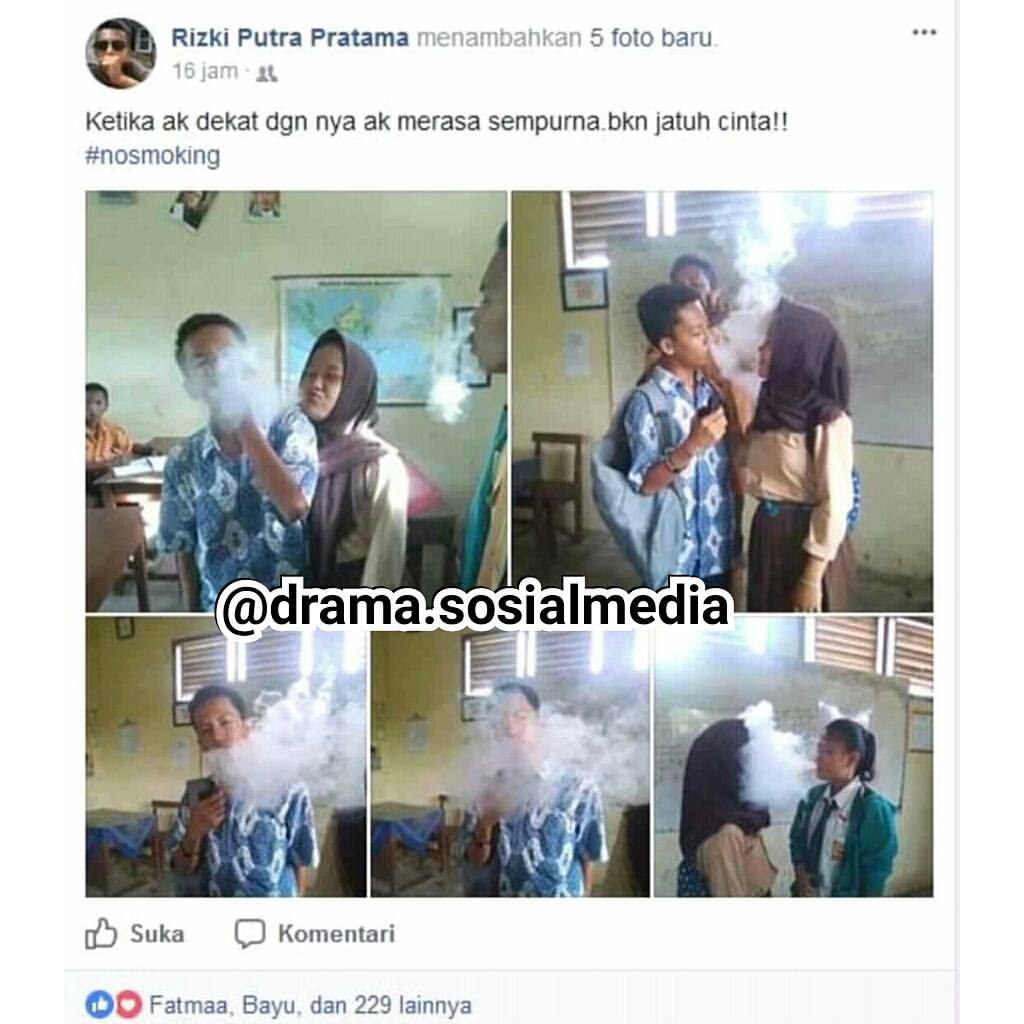 Rizki Putra Pratama menambahkan 5 foto baru.
16 jam ·
Ketika ak dekat dgn nya ak merasa sempurna.bkn jatuh cinta!!
#nosmoking
@drama.sosialmedia
Suka
Komentari
Fatmaa, Bayu, dan 229 lainnya